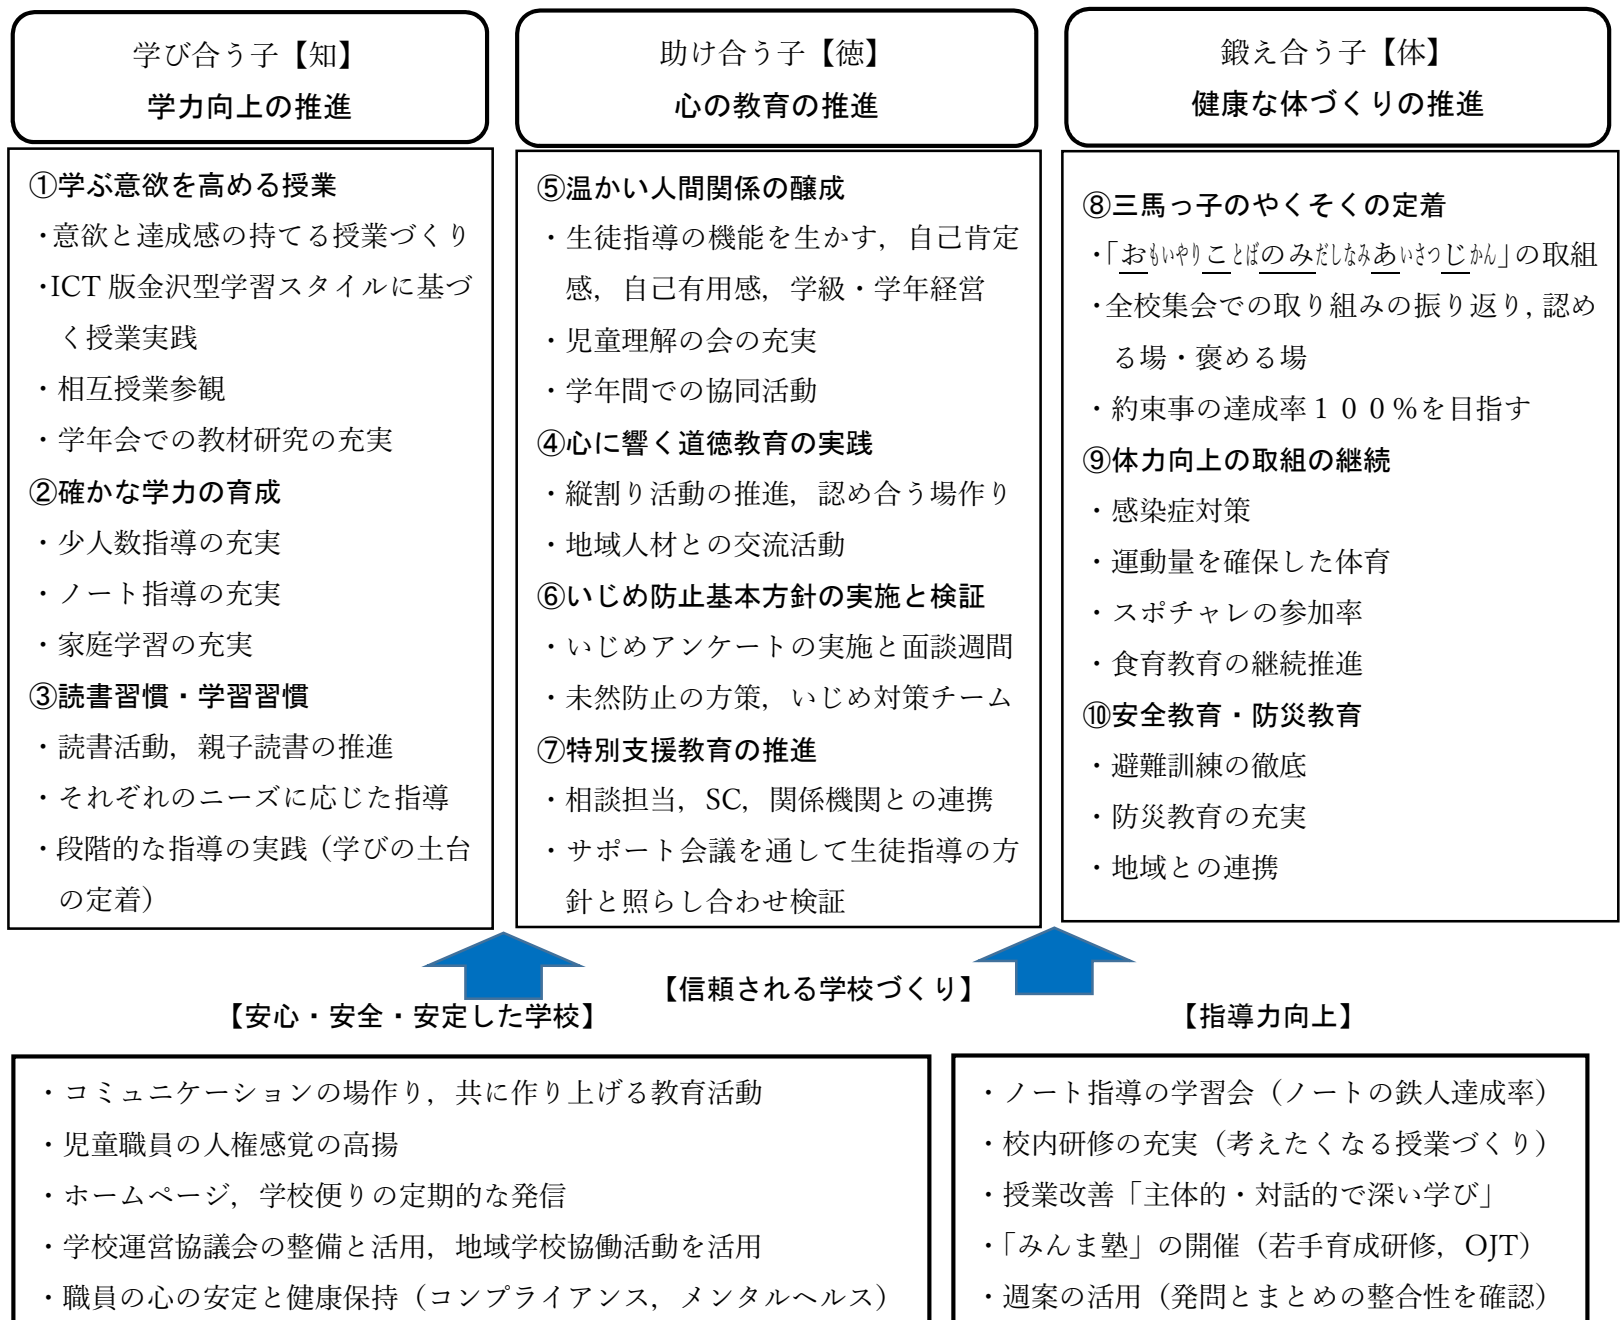 学び合う子【知】
学力向上の推進
①学ぶ意欲を高める授業
・意欲と達成感の持てる授業づくり
・ICT 版金沢型学習スタイルに基づ
く授業実践
・相互授業参観
・学年会での教材研究の充実
②確かな学力の育成
・少人数指導の充実
・ノート指導の充実
・家庭学習の充実
③読書習慣・学習習慣
・読書活動，親子読書の推進
・それぞれのニーズに応じた指導
・段階的な指導の実践（学びの土台
の定着）
助け合う子【徳】
心の教育の推進
⑤温かい人間関係の醸成
・生徒指導の機能を生かす，自己肯定
感，自己有用感，学級・学年経営
・児童理解の会の充実
・学年間での協同活動
④心に響く道徳教育の実践
・縦割り活動の推進，認め合う場作り
・地域人材との交流活動
⑥いじめ防止基本方針の実施と検証
・いじめアンケートの実施と面談週間
・未然防止の方策，いじめ対策チーム
⑦特別支援教育の推進
・相談担当，SC，関係機関との連携
・サポート会議を通して生徒指導の方
針と照らし合わせ検証
鍛え合う子【体】
健康な体づくりの推進
⑧三馬っ子のやくそくの定着
・「おもいやりことばのみだしなみあいさつじかん」の取組
・全校集会での取り組みの振り返り，認め
る場・褒める場
・約束事の達成率１００％を目指す
⑨体力向上の取組の継続
・感染症対策
・運動量を確保した体育
・スポチャレの参加率
・食育教育の継続推進
⑩安全教育・防災教育
・避難訓練の徹底
・防災教育の充実
・地域との連携
【信頼される学校づくり】
【安心・安全・安定した学校】
【指導力向上】
・コミュニケーションの場作り，共に作り上げる教育活動
・児童職員の人権感覚の高揚
・ホームページ，学校便りの定期的な発信
・学校運営協議会の整備と活用，地域学校協働活動を活用
・職員の心の安定と健康保持（コンプライアンス，メンタルヘルス）
・ノート指導の学習会（ノートの鉄人達成率）
・校内研修の充実（考えたくなる授業づくり）
・授業改善「主体的・対話的で深い学び」
・「みんま塾」の開催（若手育成研修，OJT）
・週案の活用（発問とまとめの整合性を確認）